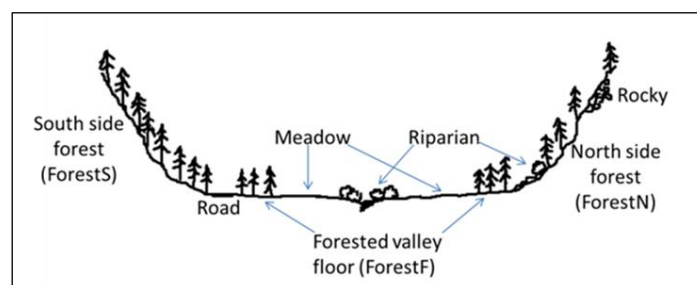 South side
forest
(ForestS)
Road
Meadow
Riparian
Forested valley
floor (ForestF)
Rocky
North side
forest
(ForestN)